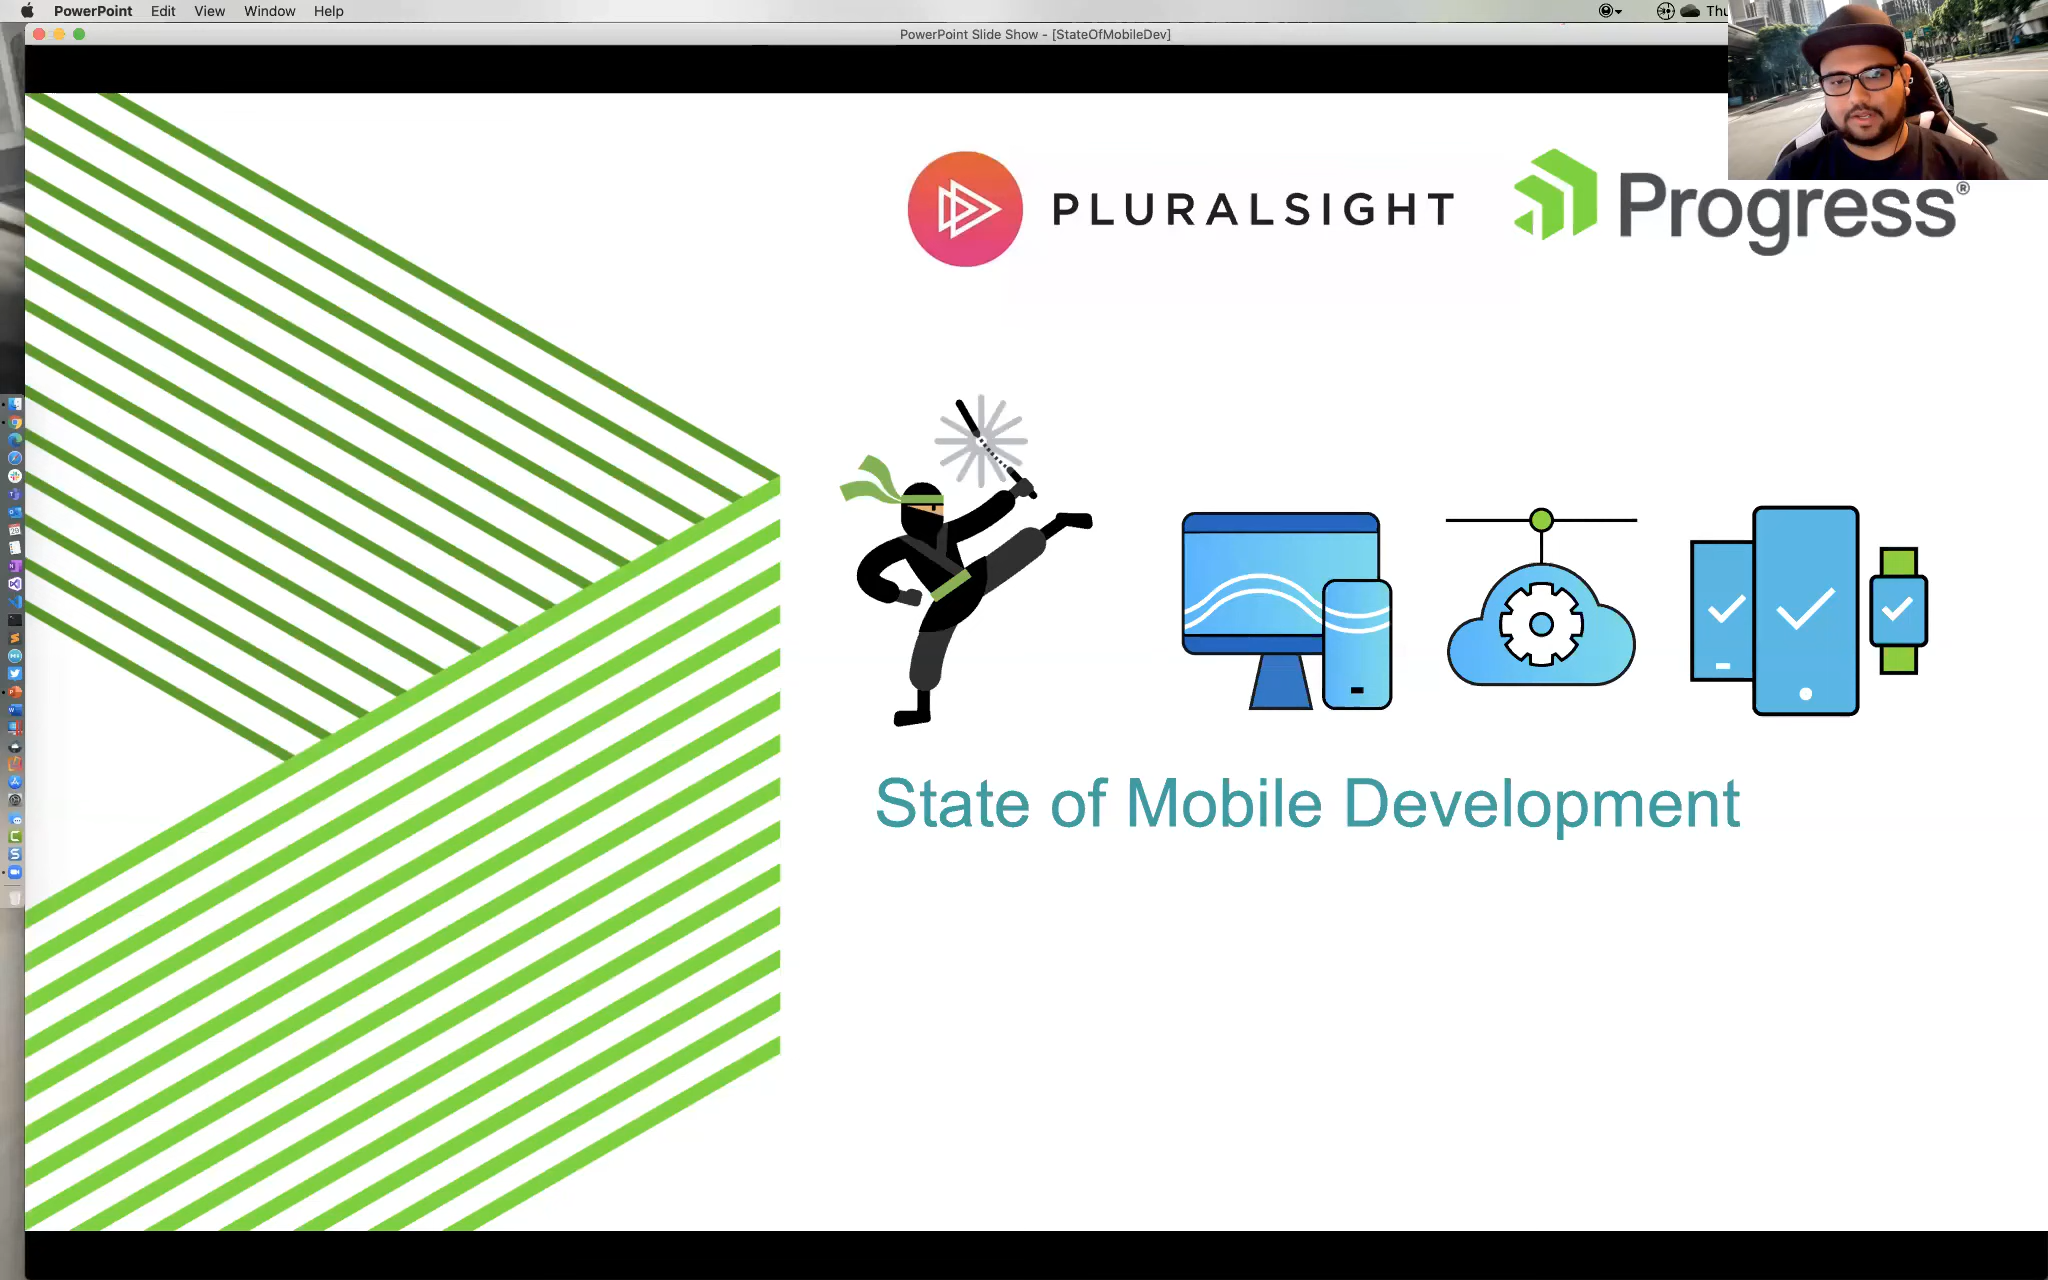 PowerPoint Edit View Window Help Thu
PowerPoint Slide Show - [StateOfMobileDev]
PLURALSIGHT
Progress®
State of Mobile Development